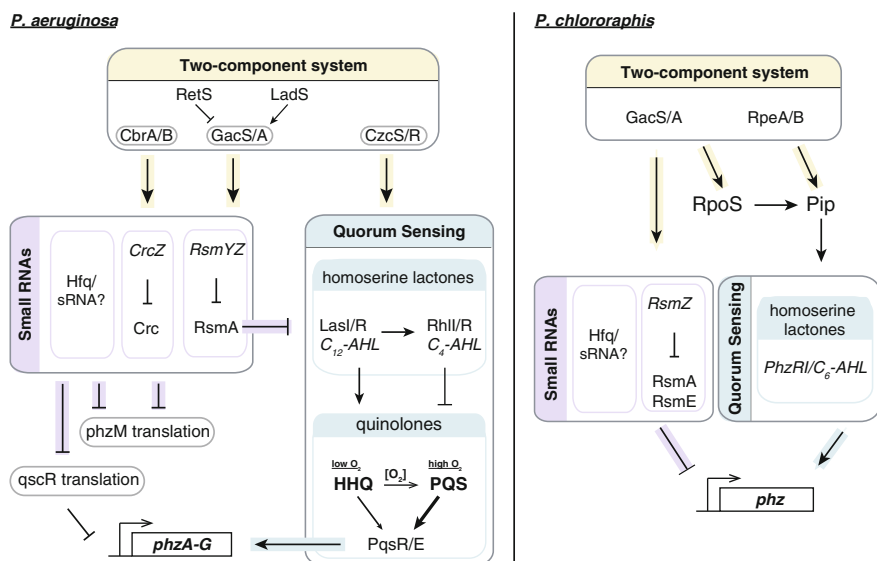 P. aeruginosa
Two-component system
RetS
LadS
CbrA/B
GacS/A
CzcS/R
Small RNAs
Hfq/
sRNA?
CrcZ
Crc
RsmYZ
RsmA
Quorum Sensing
homoserine lactones
LasI/R
C12-AHL
RhlI/R
C4-AHL
quinolones
low O2
HHQ
[O2]
high O2
PQS
PqsR/E
phzM translation
qscR translation
phzA-G
P. chlororaphis
Two-component system
GacS/A
RpeA/B
RpoS
Pip
Small RNAs
Hfq/
sRNA?
RsmZ
RsmA
RsmE
Quorum Sensing
homoserine
lactones
PhzRI/C6-AHL
phz